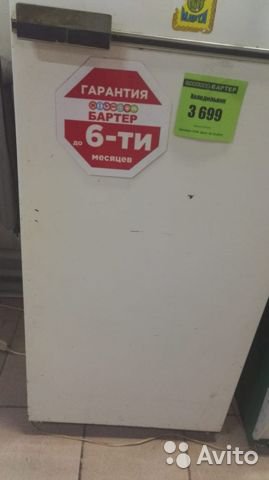 ГАРАНТИЯ
БАРТЕР
до 6-ТИ
месяцев
БАРТЕР
Холодильник
3 699
Avito